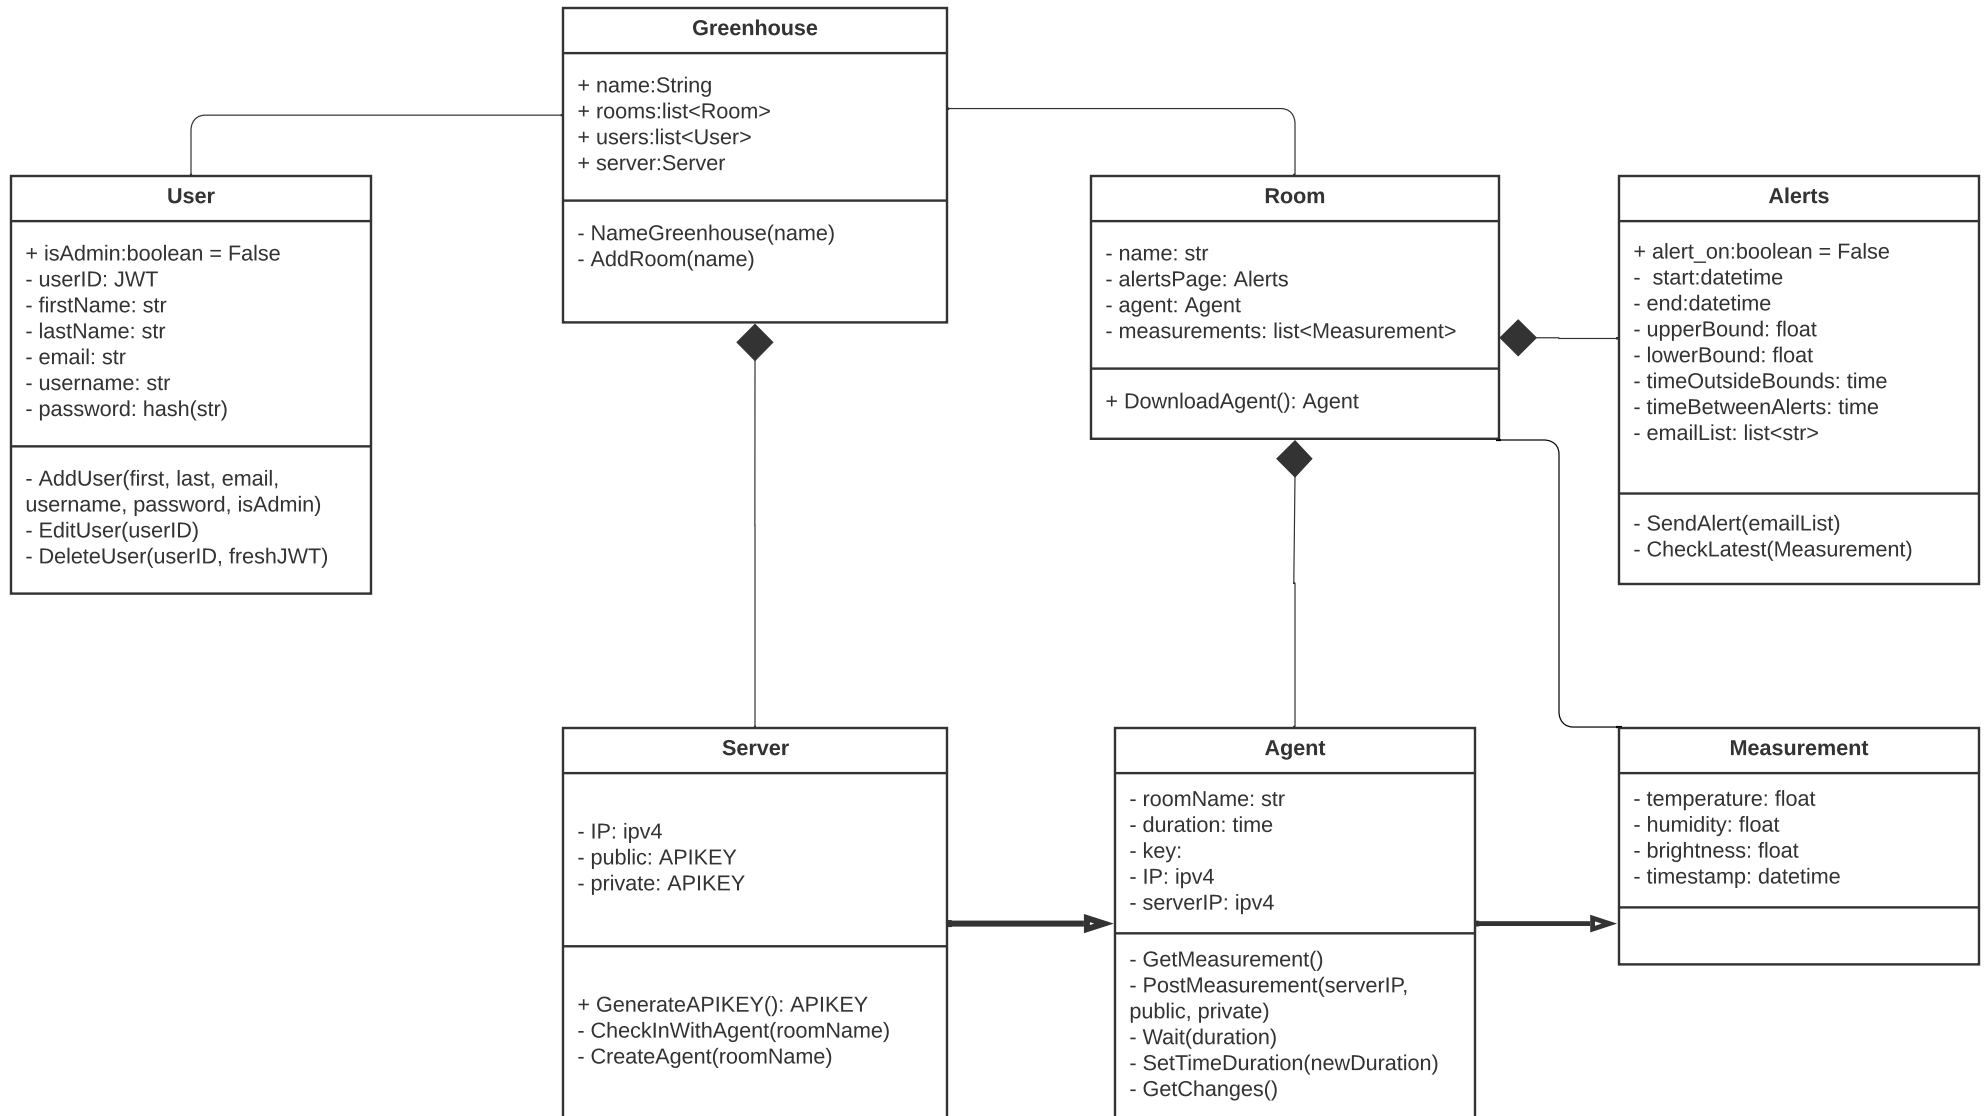 Greenhouse
+ name:String
+ rooms:list<Room>
+ users:list<User>
+ server:Server
- NameGreenhouse(name)
- AddRoom(name)
User
+ isAdmin:boolean = False
- userID: JWT
- firstName: str
- lastName: str
- email: str
- username: str
- password: hash(str)
- AddUser(first, last, email,
username, password, isAdmin)
- EditUser(userID)
- DeleteUser(userID, freshJWT)
Room
- name: str
- alertsPage: Alerts
- agent: Agent
- measurements: list<Measurement>
+ DownloadAgent(): Agent
Alerts
+ alert_on:boolean = False
-  start:datetime
- end:datetime
- upperBound: float
- lowerBound: float
- timeOutsideBounds: time
- timeBetweenAlerts: time
- emailList: list<str>
- SendAlert(emailList)
- CheckLatest(Measurement)
Server
- IP: ipv4
- public: APIKEY
- private: APIKEY
+ GenerateAPIKEY(): APIKEY
- CheckInWithAgent(roomName)
- CreateAgent(roomName)
Agent
- roomName: str
- duration: time
- key:
- IP: ipv4
- serverIP: ipv4
- GetMeasurement()
- PostMeasurement(serverIP,
public, private)
- Wait(duration)
- SetTimeDuration(newDuration)
- GetChanges()
Measurement
- temperature: float
- humidity: float
- brightness: float
- timestamp: datetime